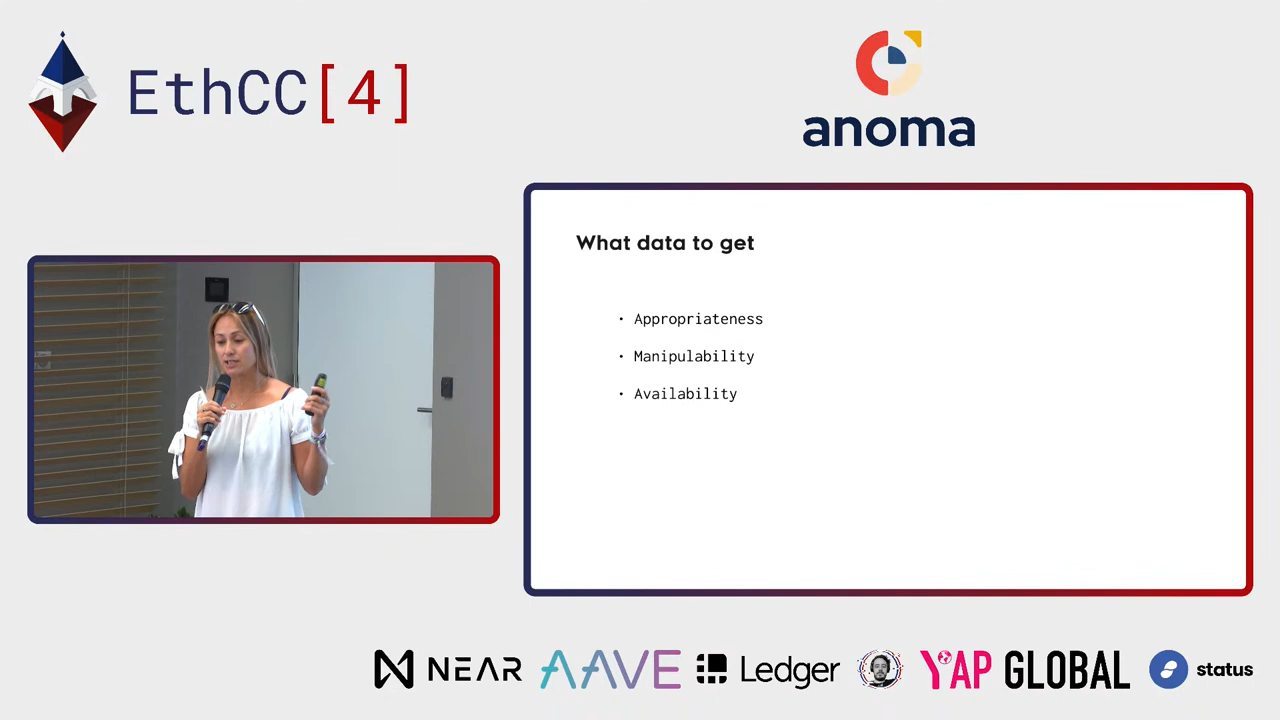 EthCC[4]
anoma
What data to get
• Appropriateness
• Manipulability
• Availability
NEAR
AAVE
Ledger
YAP GLOBAL
status